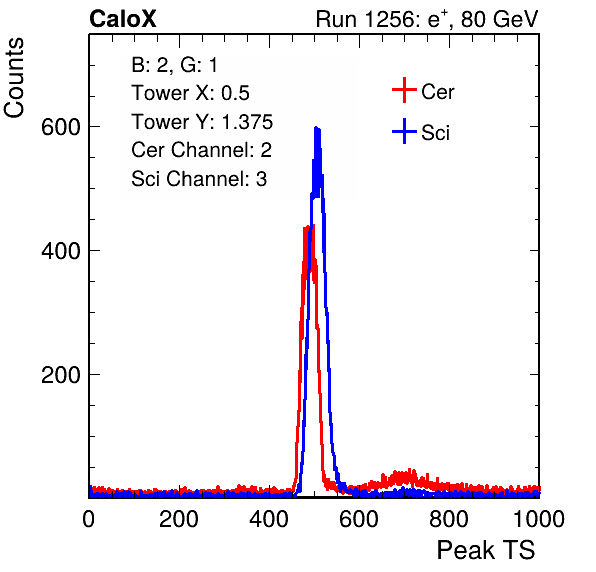 CaloX Run 1256: e⁺, 80 GeV
Counts
B: 2, G: 1
Tower X: 0.5
Tower Y: 1.375
Cer Channel: 2
Sci Channel: 3
Cer
Sci
600
400
200
0 200 400 600 800 1000
Peak TS